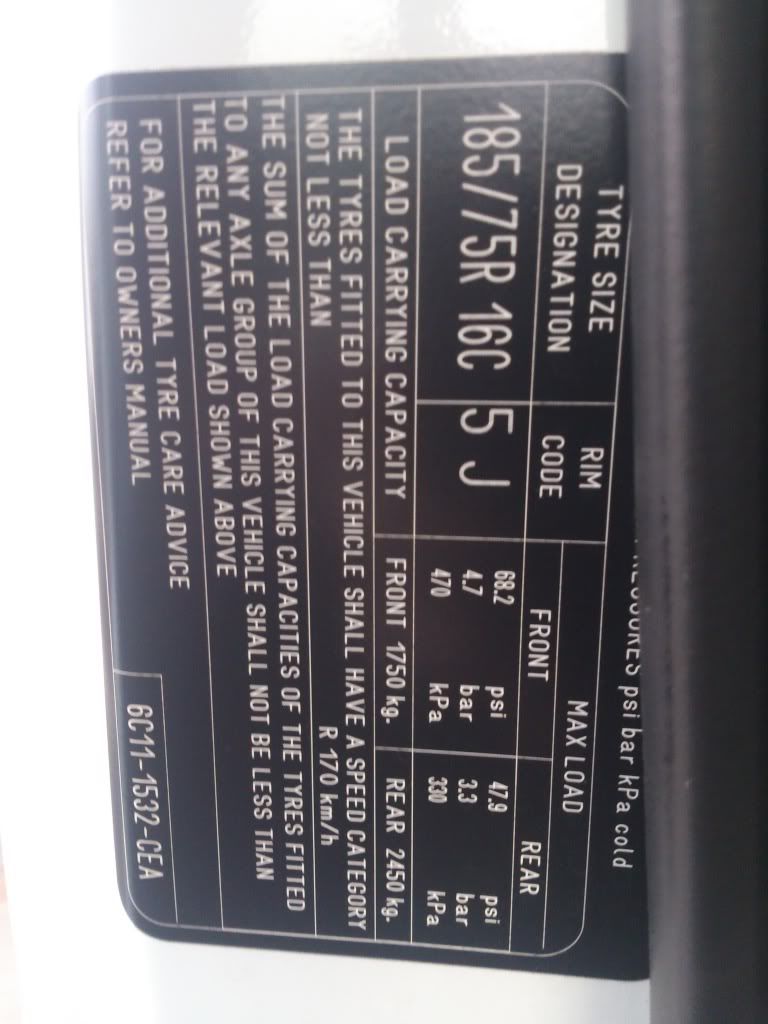 psi bar kPa cold
TYRE SIZE DESIGNATION
RIM CODE
MAX LOAD
FRONT
REAR
185/75R 16C
5 J
68.2 psi
4.7 bar
470 kPa
47.9 psi
3.3 bar
330 kPa
LOAD CARRYING CAPACITY FRONT 1750 kg. REAR 2450 kg.
THE TYRES FITTED TO THIS VEHICLE SHALL HAVE A SPEED CATEGORY
NOT LESS THAN R 170 km/h
THE SUM OF THE LOAD CARRYING CAPACITIES OF THE TYRES FITTED
TO ANY AXLE GROUP OF THIS VEHICLE SHALL NOT BE LESS THAN
THE RELEVANT LOAD SHOWN ABOVE
FOR ADDITIONAL TYRE CARE ADVICE
REFER TO OWNERS MANUAL
6C11-1532-CEA